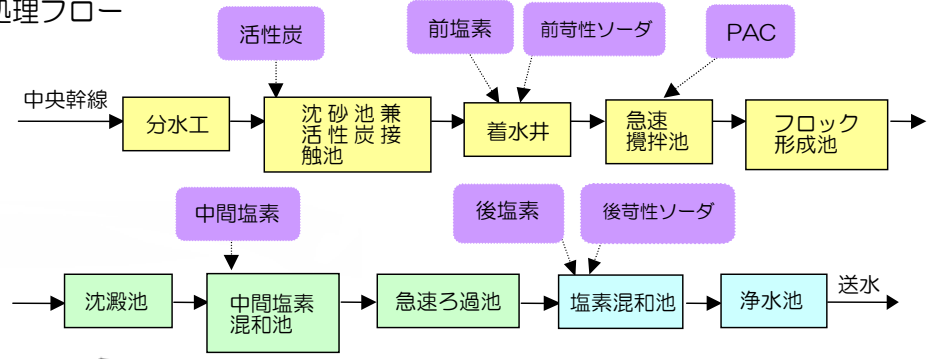 処理フロー
活性炭
前塩素
前苛性ソーダ
PAC
中央幹線
分水工
沈砂池兼
活性炭接
触池
着水井
急速
攪拌池
フロック
形成池
中間塩素
後塩素
後苛性ソーダ
沈澱池
中間塩素
混和池
急速ろ過池
塩素混和池
浄水池
送水